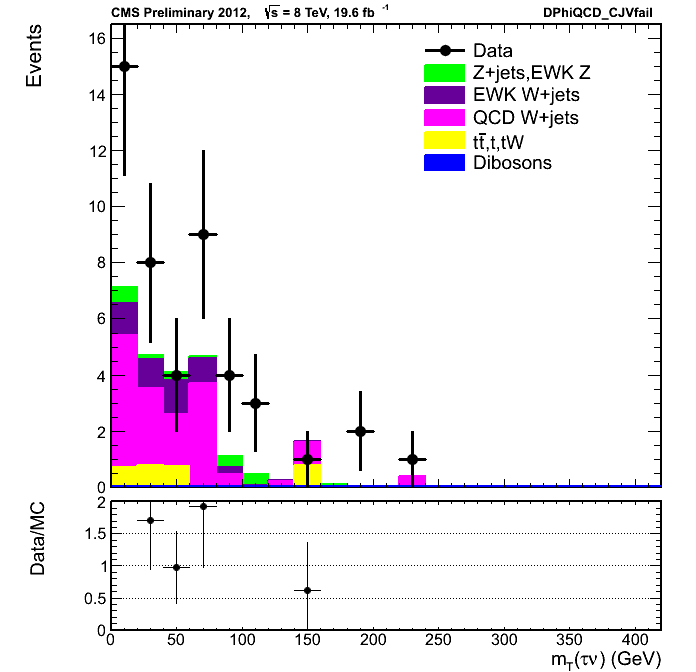 CMS Preliminary 2012, √s = 8 TeV, 19.6 fb⁻¹ DPhiQCD_CJVfail
Events
16
14
12
10
8
6
4
2
0
Data
Z+jets,EWK Z
EWK W+jets
QCD W+jets
tt̅,t,tW
Dibosons
Data/MC
2
1.5
1
0.5
0
0 50 100 150 200 250 300 350 400
m_T(τν) (GeV)